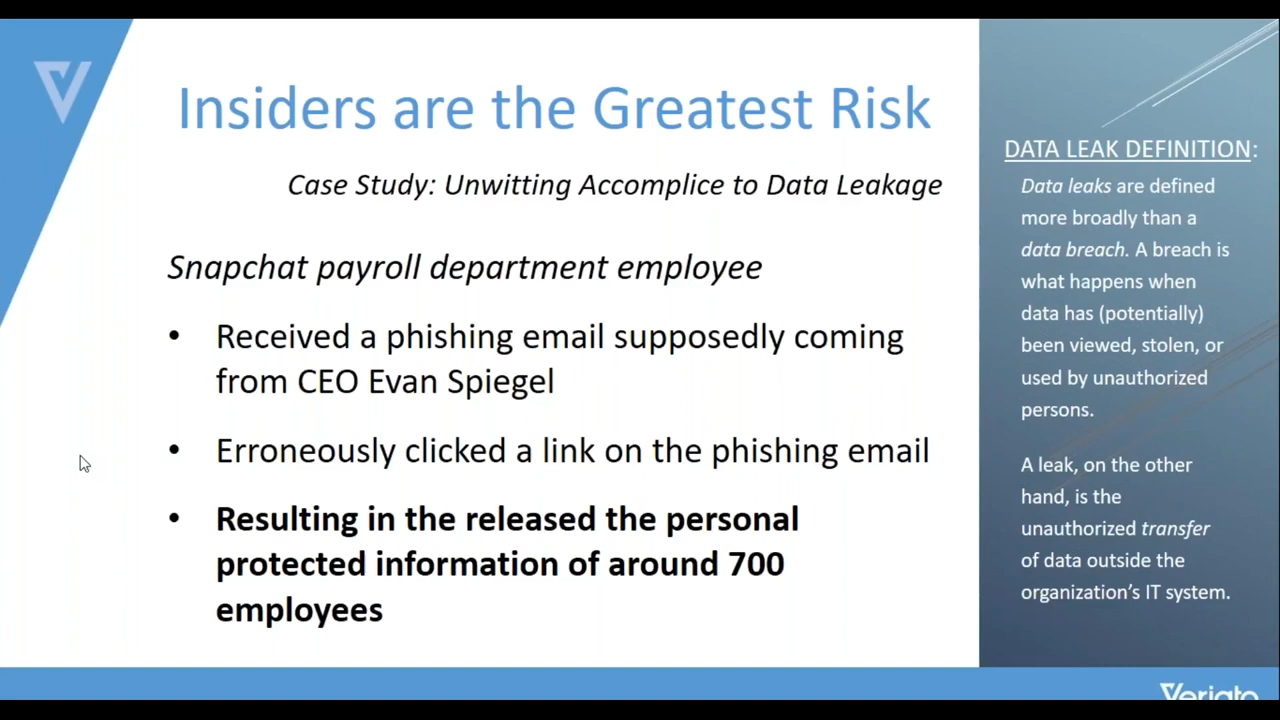 Insiders are the Greatest Risk
Case Study: Unwitting Accomplice to Data Leakage
Snapchat payroll department employee
• Received a phishing email supposedly coming
from CEO Evan Spiegel
• Erroneously clicked a link on the phishing email
• Resulting in the released the personal
protected information of around 700
employees
DATA LEAK DEFINITION:
Data leaks are defined
more broadly than a
data breach. A breach is
what happens when
data has (potentially)
been viewed, stolen, or
used by unauthorized
persons.
A leak, on the other
hand, is the
unauthorized transfer
of data outside the
organization's IT system.
Veriato